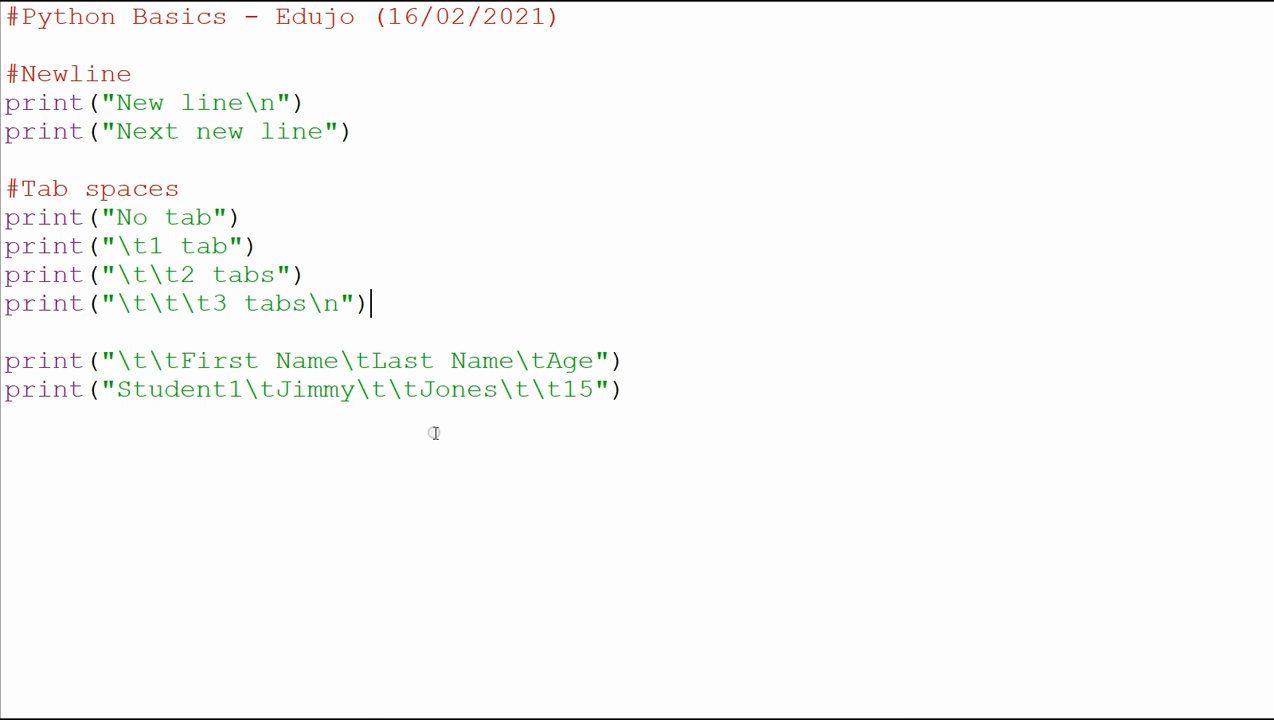 #Python Basics - Edujo (16/02/2021)
#Newline
print("New line\n")
print("Next new line")
#Tab spaces
print("No tab")
print("\t1 tab")
print("\t\t2 tabs")
print("\t\t\t3 tabs\n")
print("\t\tFirst Name\tLast Name\tAge")
print("Student1\tJimmy\t\tJones\t\t15")